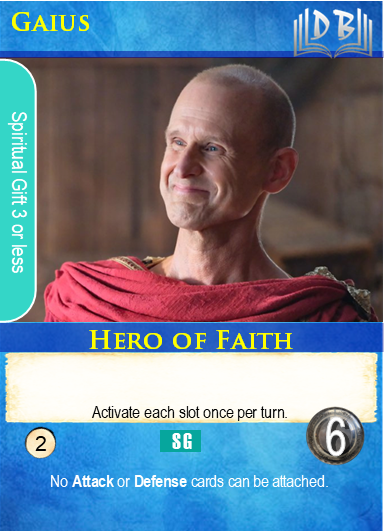 GAIUS
DB
Spiritual Gift 3 or less
HERO OF FAITH
Activate each slot once per turn.
2
SG
6
No Attack or Defense cards can be attached.